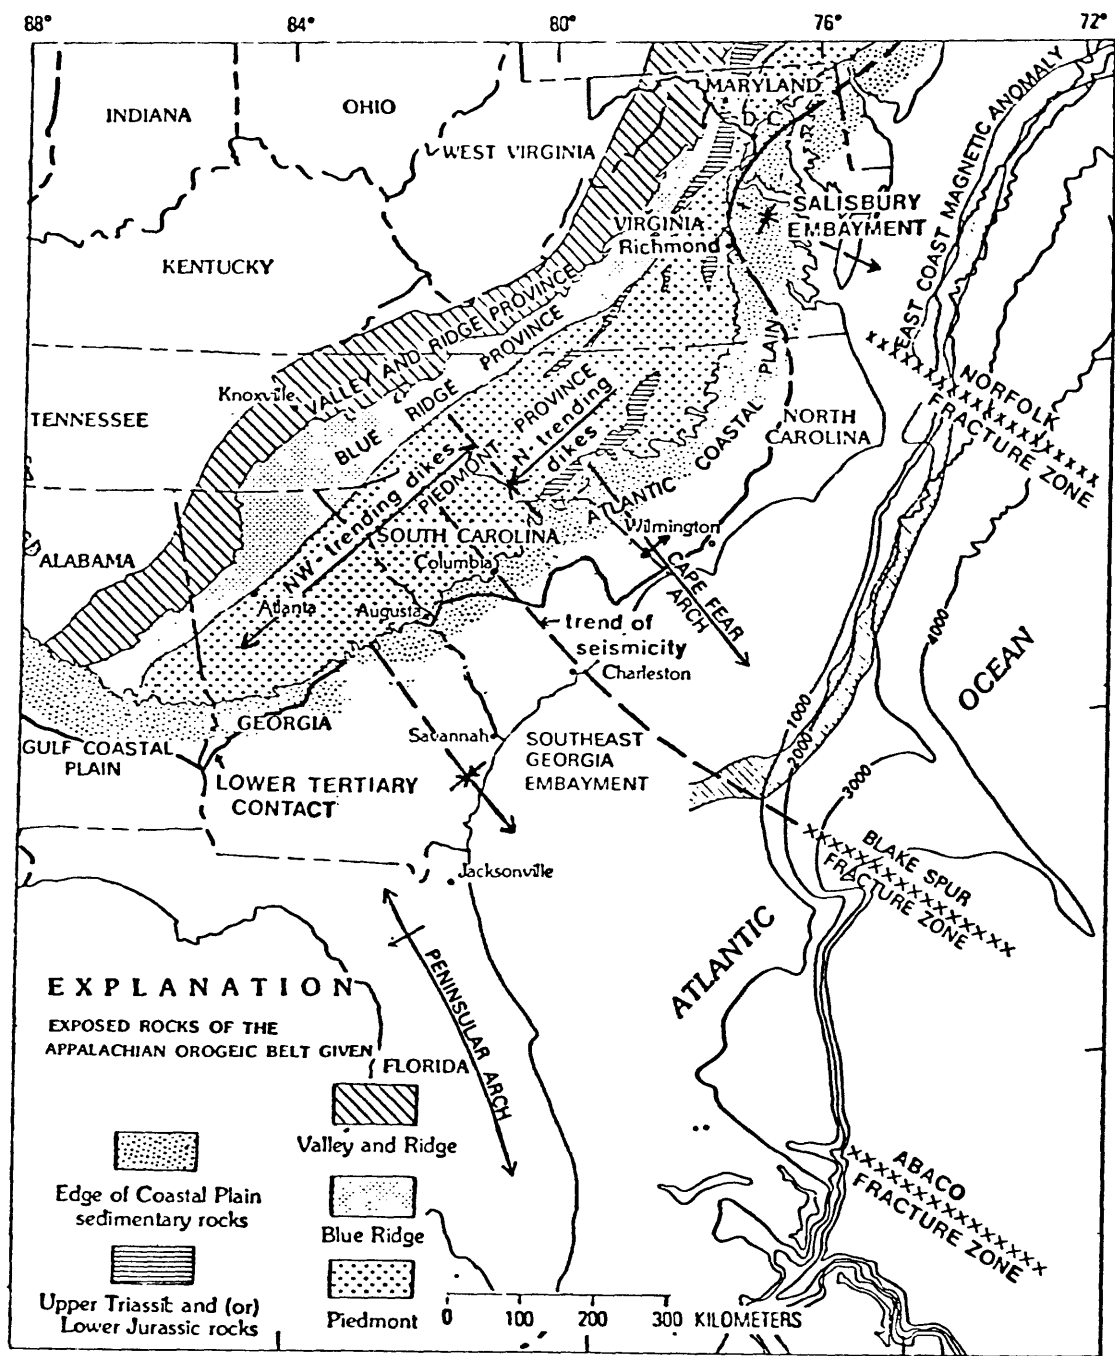 88°
84°
80°
76°
72°
INDIANA
OHIO
WEST VIRGINIA
MARYLAND
D. C.
KENTUCKY
VIRGINIA
Richmond
SALISBURY
EMBAYMENT
EAST COAST MAGNETIC ANOMALY
VALLEY AND RIDGE PROVINCE
BLUE RIDGE PROVINCE
PIEDMONT PROVINCE
ATLANTIC COASTAL PLAIN
Knoxville
TENNESSEE
N-trending
dikes
NW-trending dikes
NORTH
CAROLINA
NORFOLK
FRACTURE ZONE
ALABAMA
SOUTH CAROLINA
Columbia
Wilmington
CAPE FEAR
ARCH
Atlanta
Augusta
trend of
seismicity
Charleston
GEORGIA
Savannah
GULF COASTAL
PLAIN
LOWER TERTIARY
CONTACT
SOUTHEAST
GEORGIA
EMBAYMENT
1000
2000
3000
4000
ATLANTIC
OCEAN
BLAKE SPUR
FRACTURE ZONE
Jacksonville
PENINSULAR ARCH
FLORIDA
ABACO
FRACTURE ZONE
EXPLANATION
EXPOSED ROCKS OF THE
APPALACHIAN OROGEIC BELT GIVEN
Valley and Ridge
Edge of Coastal Plain
sedimentary rocks
Blue Ridge
Upper Triassic and (or)
Lower Jurassic rocks
Piedmont
0 100 200 300 KILOMETERS